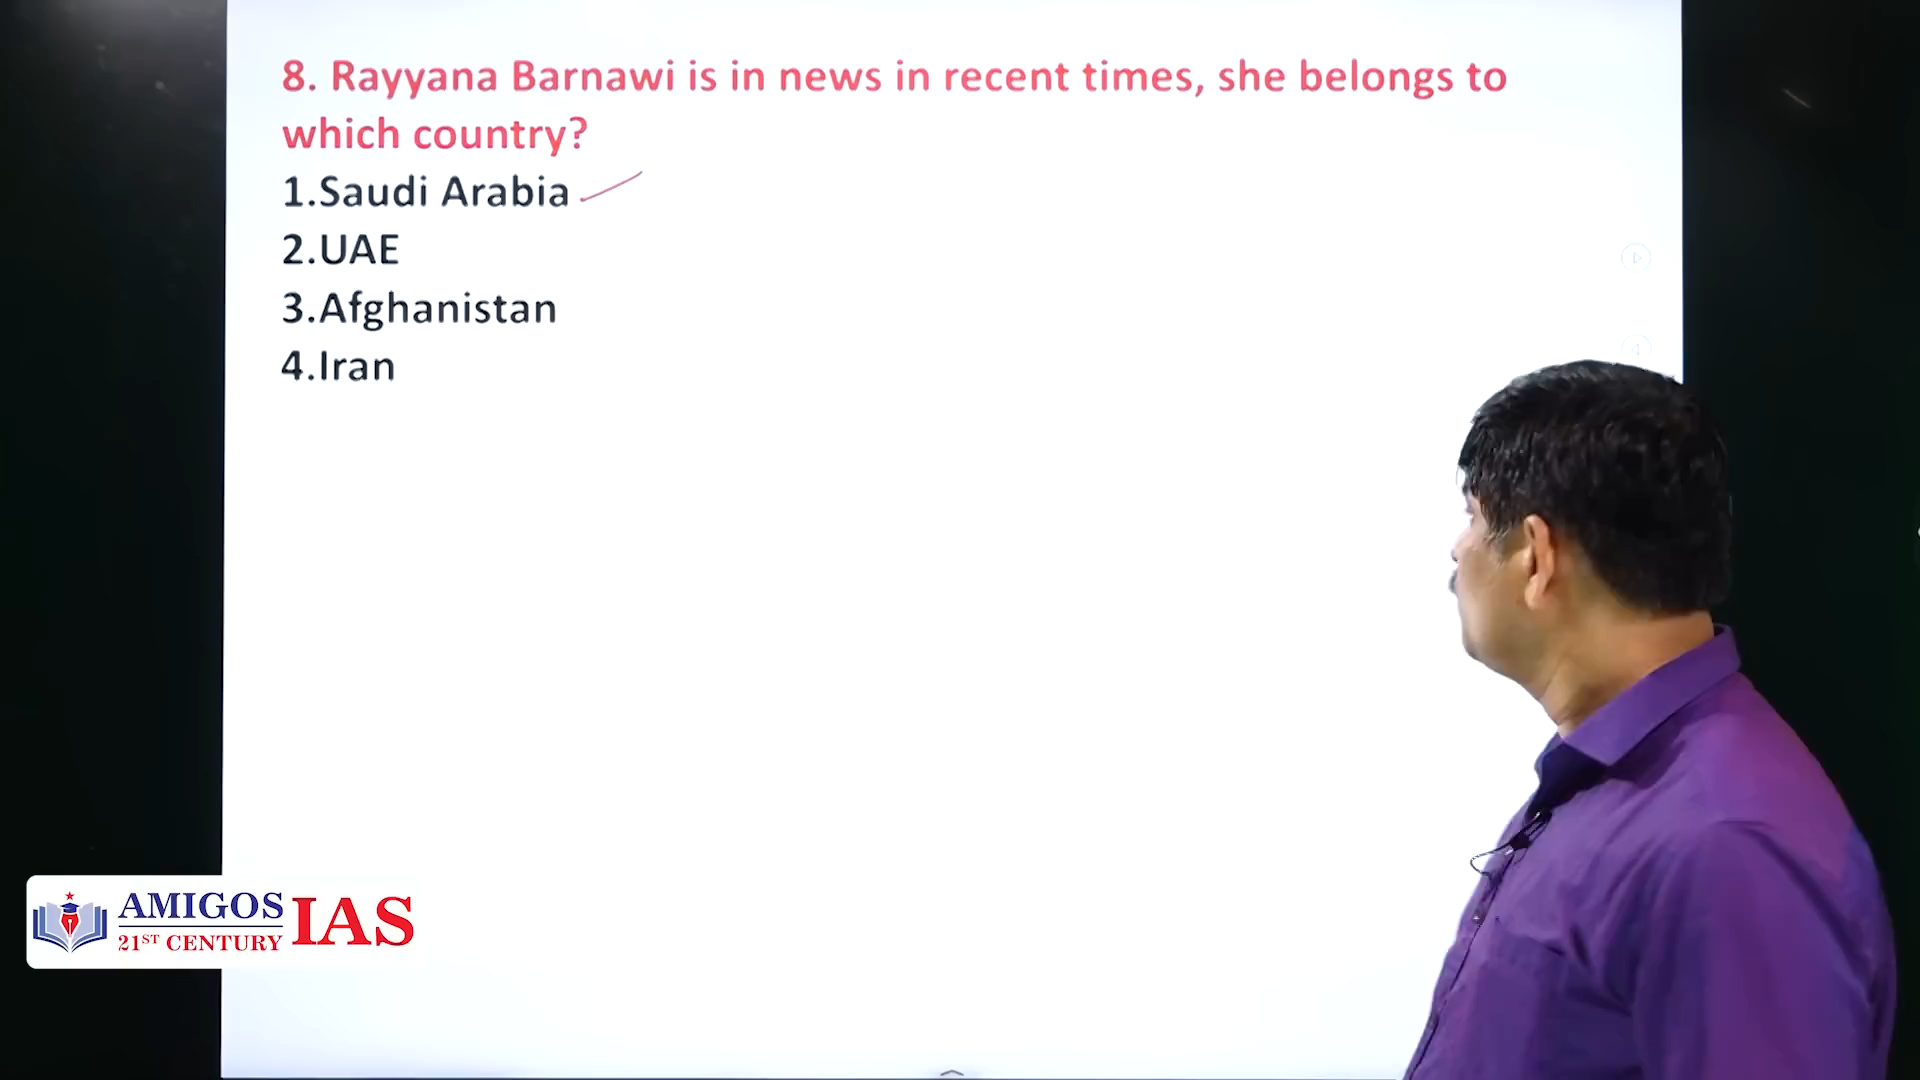 8. Rayyana Barnawi is in news in recent times, she belongs to
which country?
1.Saudi Arabia
2.UAE
3.Afghanistan
4.Iran
AMIGOS
21ST CENTURY
IAS